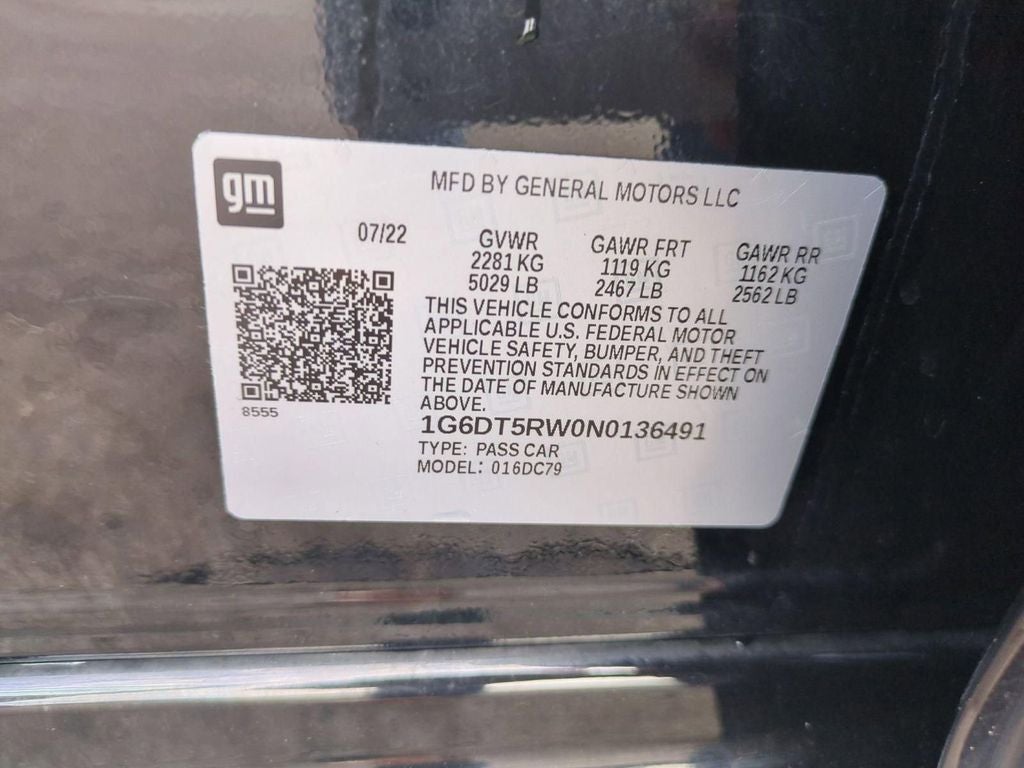 gm
MFD BY GENERAL MOTORS LLC
07/22
GVWR GAWR FRT GAWR RR
2281 KG 1119 KG 1162 KG
5029 LB 2467 LB 2562 LB
THIS VEHICLE CONFORMS TO ALL
APPLICABLE U.S. FEDERAL MOTOR
VEHICLE SAFETY, BUMPER, AND THEFT
PREVENTION STANDARDS IN EFFECT ON
THE DATE OF MANUFACTURE SHOWN
ABOVE.
8555
1G6DT5RW0N0136491
TYPE: PASS CAR
MODEL: 016DC79